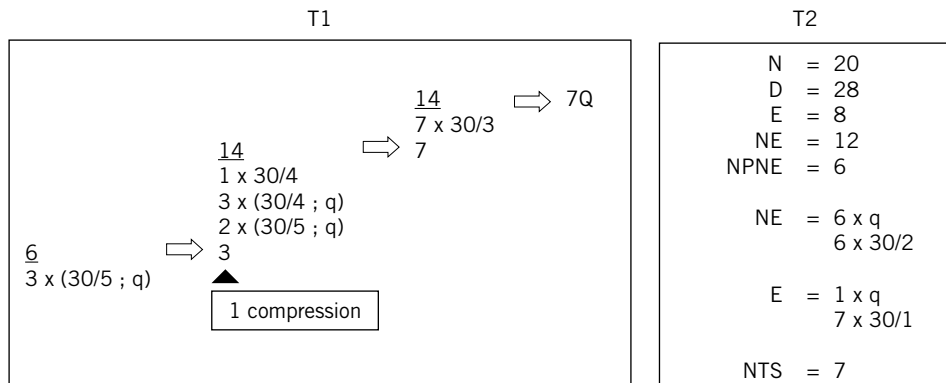 T1
6
3 x (30/5 ; q)
14
1 x 30/4
3 x (30/4 ; q)
2 x (30/5 ; q)
3
1 compression
14
7 x 30/3
7
7Q
T2
N = 20
D = 28
E = 8
NE = 12
NPNE = 6
NE = 6 x q
6 x 30/2
E = 1 x q
7 x 30/1
NTS = 7